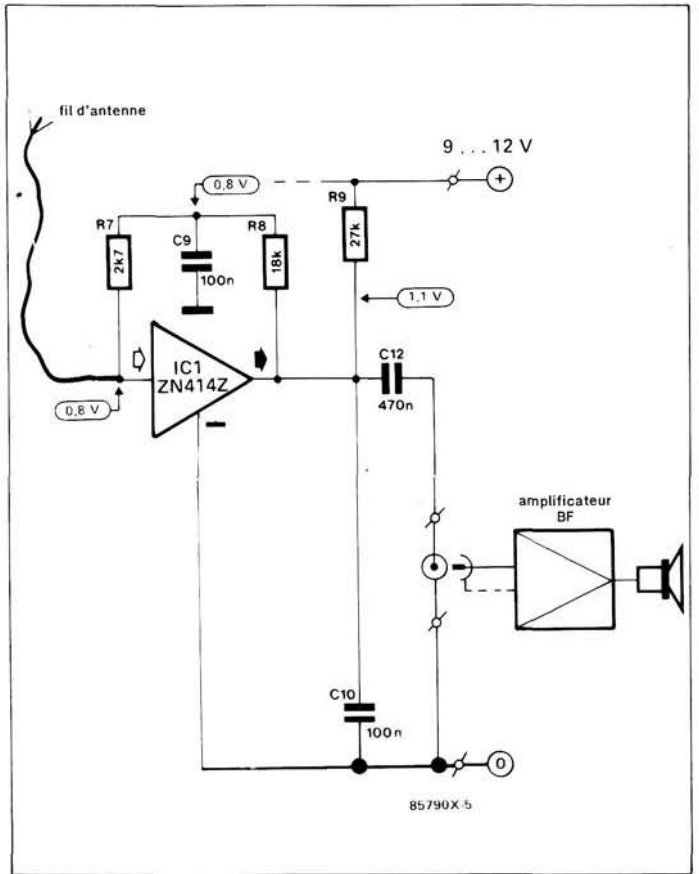 fil d'antenne
9 ... 12 V
+
0,8 V
R9
R7
C9
R8
2k7
18k
27k
100n
1,1 V
IC1
ZN414Z
C12
470n
0,8 V
amplificateur
BF
C10
100n
0
85790X-5